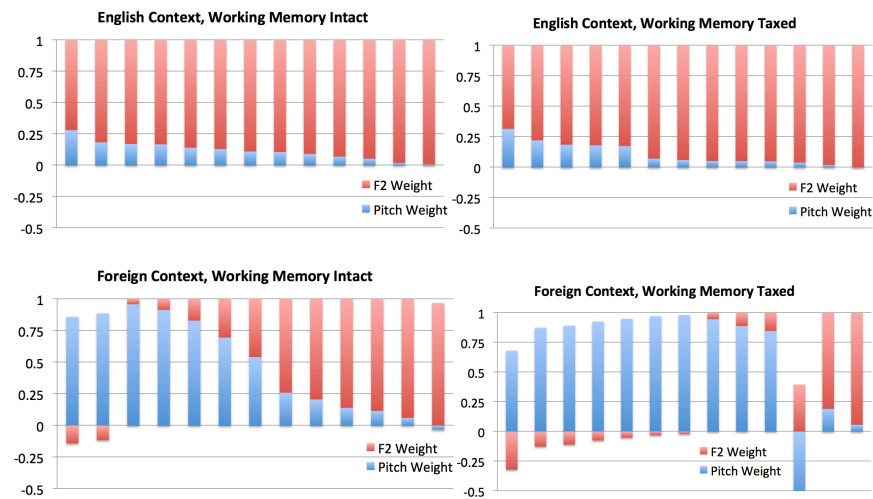 English Context, Working Memory Intact
1
0.75
0.5
0.25
0
-0.25
-0.5
F2 Weight
Pitch Weight
English Context, Working Memory Taxed
1
0.75
0.5
0.25
0
-0.25
-0.5
F2 Weight
Pitch Weight
Foreign Context, Working Memory Intact
1
0.75
0.5
0.25
0
-0.25
-0.5
F2 Weight
Pitch Weight
Foreign Context, Working Memory Taxed
1
0.75
0.5
0.25
0
-0.25
-0.5
F2 Weight
Pitch Weight